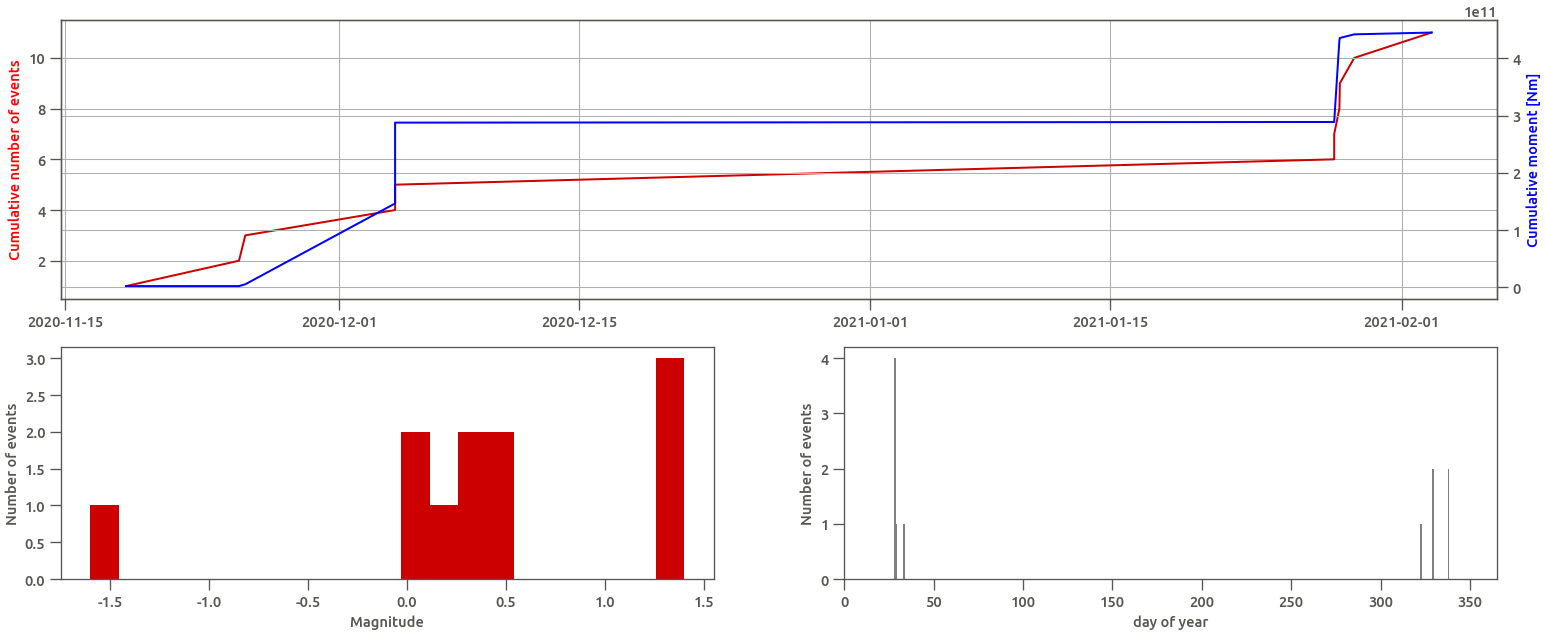 1e11
Cumulative number of events
10
8
6
4
2
4
3
2
1
0
Cumulative moment [Nm]
2020-11-15 2020-12-01 2020-12-15 2021-01-01 2021-01-15 2021-02-01
Number of events
3.0
2.5
2.0
1.5
1.0
0.5
0.0
-1.5 -1.0 -0.5 0.0 0.5 1.0 1.5
Magnitude
Number of events
4
3
2
1
0
0 50 100 150 200 250 300 350
day of year